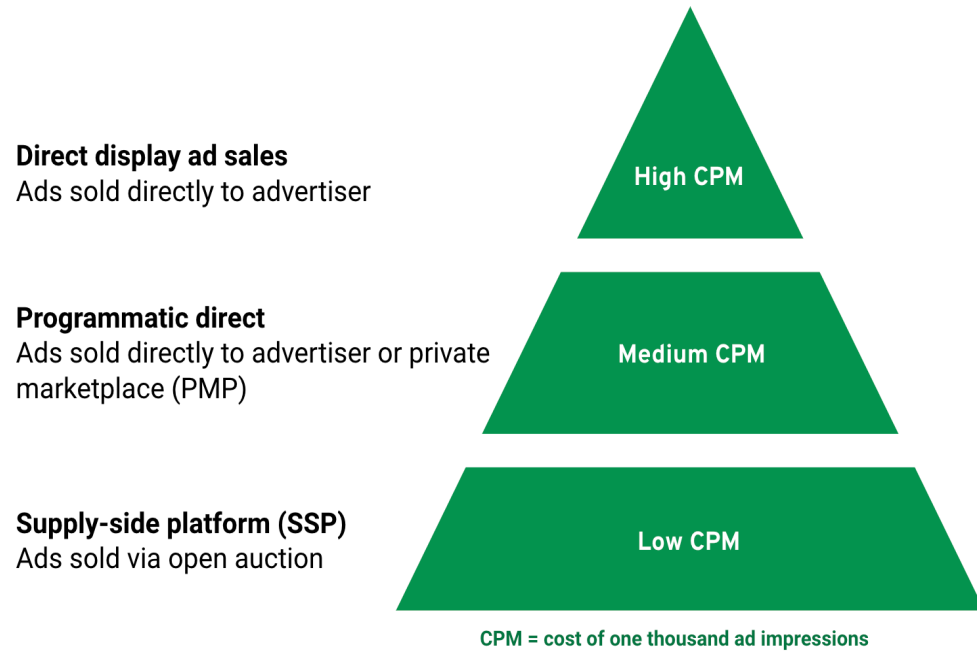 Direct display ad sales
Ads sold directly to advertiser
High CPM
Programmatic direct
Ads sold directly to advertiser or private
marketplace (PMP)
Medium CPM
Supply-side platform (SSP)
Ads sold via open auction
Low CPM
CPM = cost of one thousand ad impressions